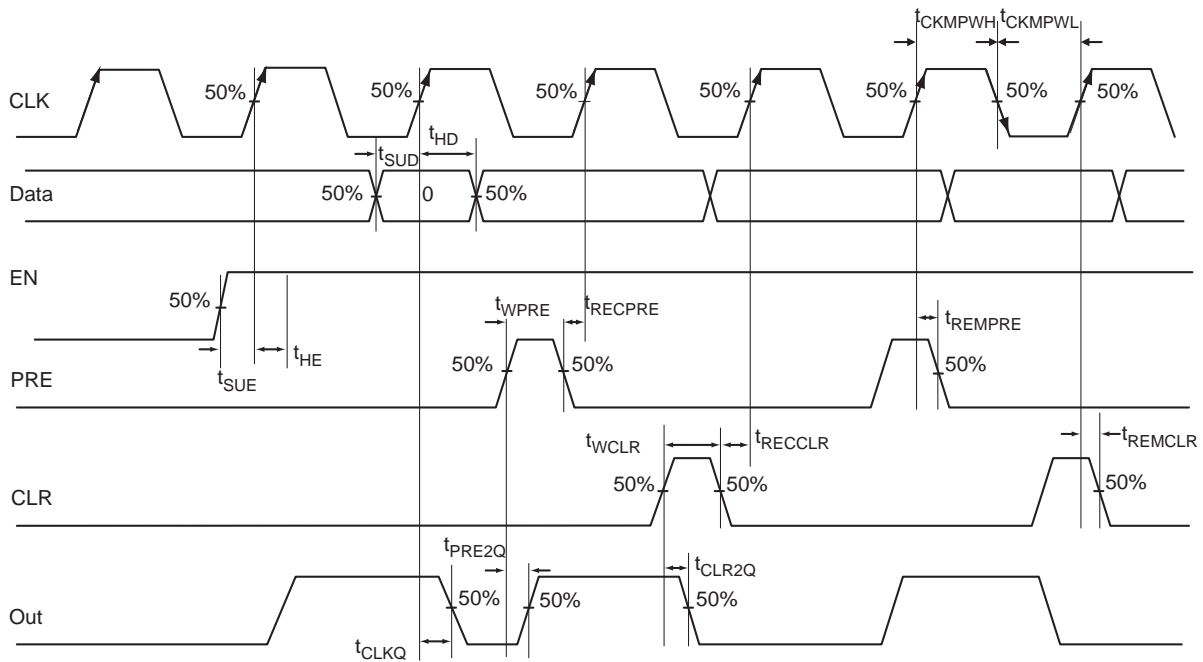 tCKMPWH tCKMPWL
CLK
50% 50% 50% 50% 50% 50% 50%
tSUD tHD
Data
50% 0 50%
EN
50%
tSUE tHE
tWPRE tRECPRE
tREMPRE
PRE
50% 50% 50%
tWCLR tRECCLR
tREMCLR
CLR
50% 50% 50%
tPRE2Q
tCLR2Q
Out
50% 50% 50%
tCLKQ